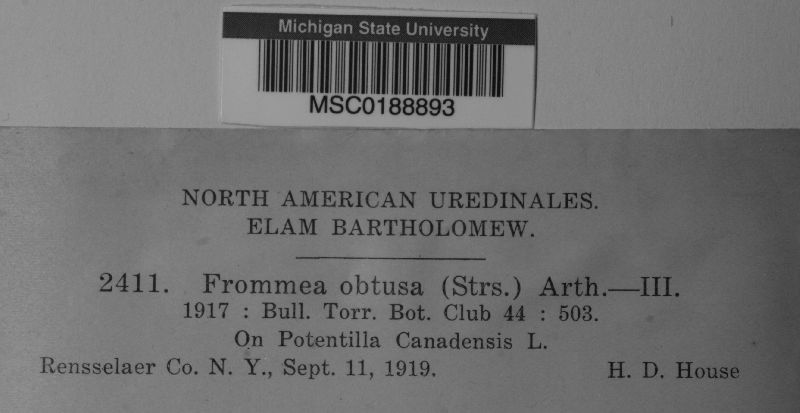 Michigan State University
MSC0188893
NORTH AMERICAN UREDINALES.
ELAM BARTHOLOMEW.
2411. Frommea obtusa (Strs.) Arth.—III.
1917 : Bull. Torr. Bot. Club 44 : 503.
On Potentilla Canadensis L.
Rensselaer Co. N. Y., Sept. 11, 1919. H. D. House